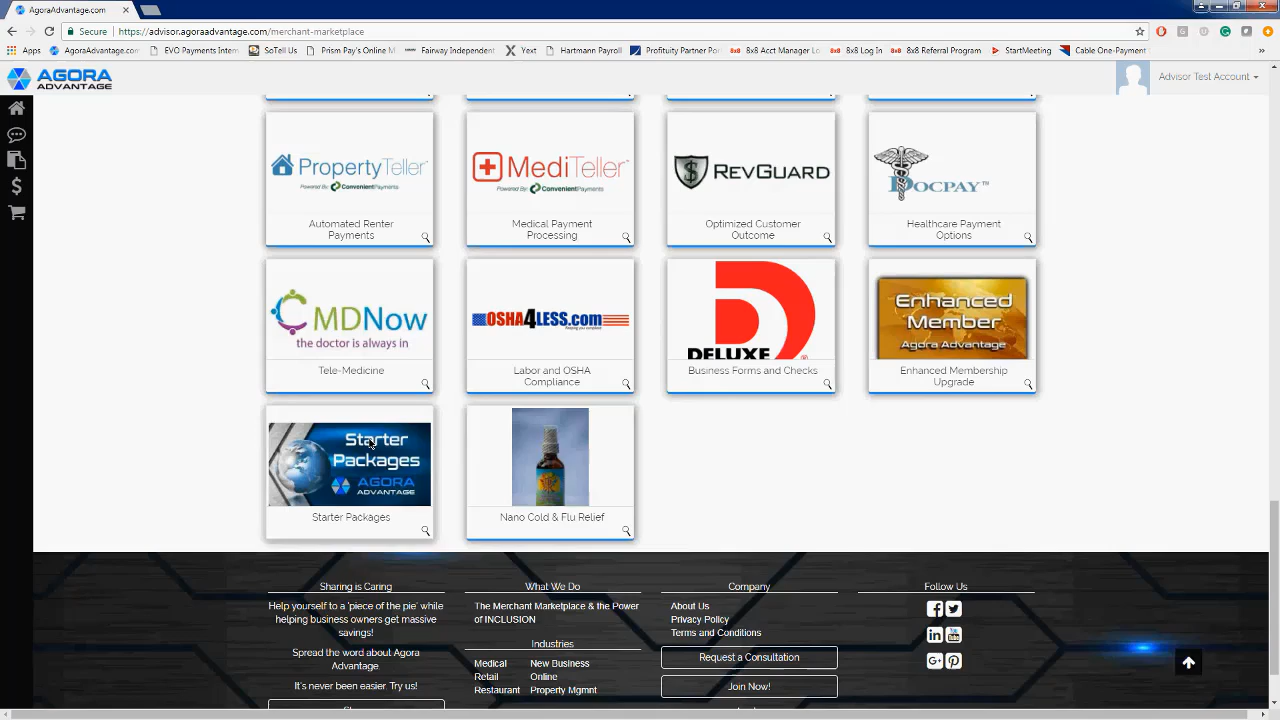 AgoraAdvantage.com
Secure
https://advisor.agoraadvantage.com/merchant-marketplace
Apps
AgoraAdvantage.com
EVO Payments Intern
SoTellUs
Prism Pay's Online M
Fairway Independent
Yext
Hartmann Payroll
Profituity Partner Por
8x8 Acct Manager Lo
8x8 Log In
8x8 Referral Program
StartMeeting
Cable One-Payment
AGORA
ADVANTAGE
Advisor Test Account
PropertyTeller
Powered By: ConvenientPayments
Automated Renter
Payments
MediTeller
Powered By: ConvenientPayments
Medical Payment
Processing
REVGUARD
Optimized Customer
Outcome
DOCPAY™
Healthcare Payment
Options
CMDNow
the doctor is always in
Tele-Medicine
OSHA4LESS.com
Labor and OSHA
Compliance
D
DELUXE
Business Forms and Checks
Enhanced
Member
Agora Advantage
Enhanced Membership
Upgrade
Starter
Packages
AGORA
ADVANTAGE
Starter Packages
Nano Cold & Flu Relief
Sharing is Caring
Help yourself to a 'piece of the pie' while
helping business owners get massive
savings!
Spread the word about Agora
Advantage.
It's never been easier. Try us!
What We Do
The Merchant Marketplace & the Power
of INCLUSION
Industries
Medical New Business
Retail Online
Restaurant Property Mgmnt
Company
About Us
Privacy Policy
Terms and Conditions
Request a Consultation
Join Now!
Follow Us